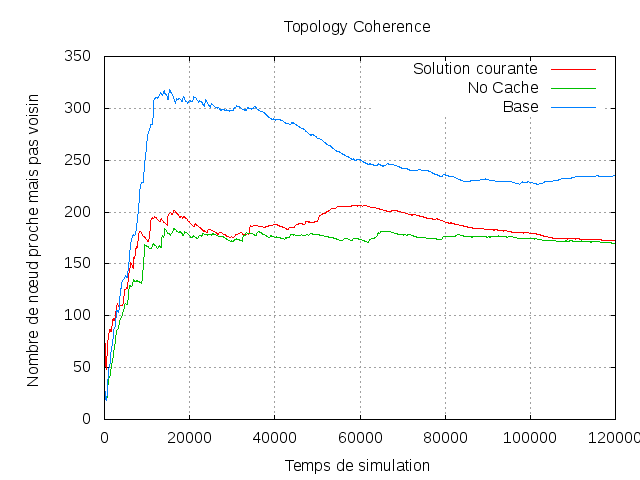 Topology Coherence
Nombre de nœud proche mais pas voisin
350
300
250
200
150
100
50
0
Solution courante
No Cache
Base
0 20000 40000 60000 80000 100000 120000
Temps de simulation